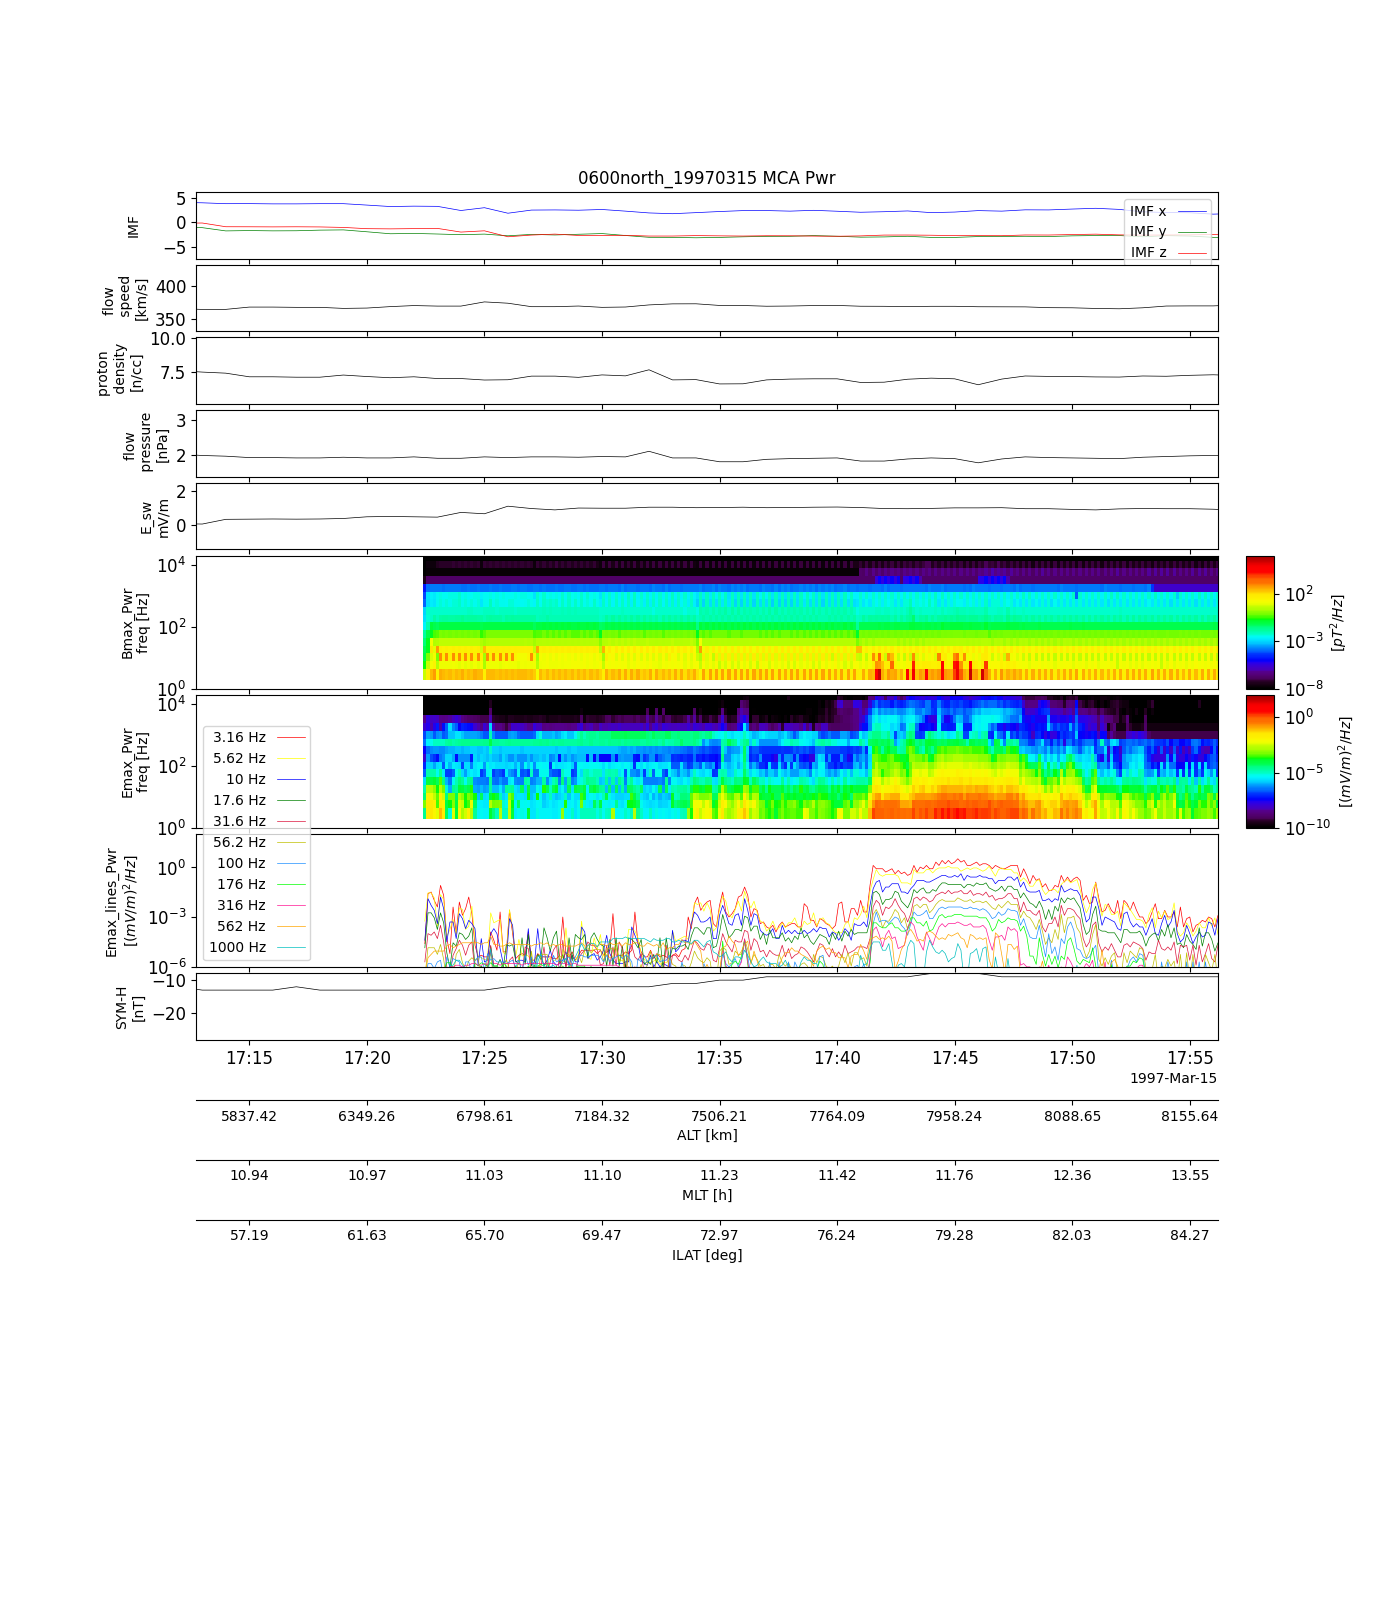 0600north_19970315 MCA Pwr
5
0
−5
IMF
IMF x
IMF y
IMF z
400
350
flow
speed
[km/s]
10.0
7.5
proton
density
[n/cc]
3
2
flow
pressure
[nPa]
2
0
E_sw
mV/m
10^4
10^2
10^0
Bmax_Pwr
freq [Hz]
10^2
10^−3
10^−8
[pT^2/Hz]
10^4
10^2
10^0
Emax_Pwr
freq [Hz]
10^0
10^−5
10^−10
[(mV/m)^2/Hz]
3.16 Hz
5.62 Hz
10 Hz
17.6 Hz
31.6 Hz
56.2 Hz
100 Hz
176 Hz
316 Hz
562 Hz
1000 Hz
10^0
10^−3
10^−6
Emax_lines_Pwr
[(mV/m)^2/Hz]
−10
−20
SYM-H
[nT]
17:15 17:20 17:25 17:30 17:35 17:40 17:45 17:50 17:55
1997-Mar-15
5837.42 6349.26 6798.61 7184.32 7506.21 7764.09 7958.24 8088.65 8155.64
ALT [km]
10.94 10.97 11.03 11.10 11.23 11.42 11.76 12.36 13.55
MLT [h]
57.19 61.63 65.70 69.47 72.97 76.24 79.28 82.03 84.27
ILAT [deg]